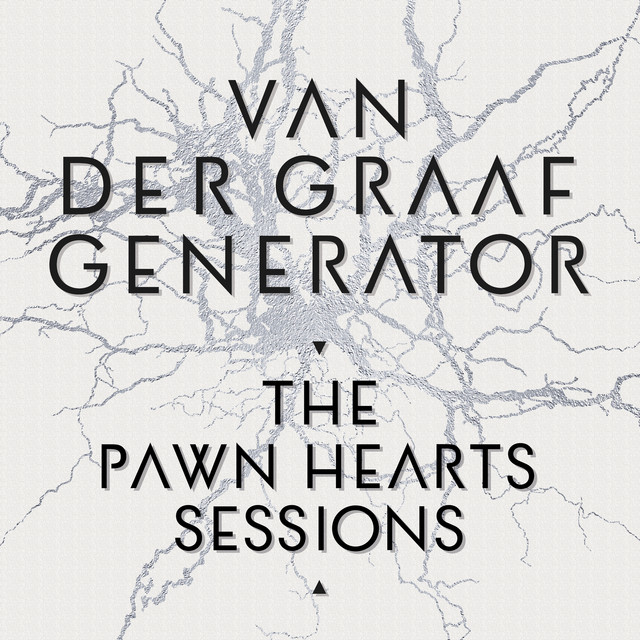 VAN
DER GRAAF
GENERATOR
THE
PAWN HEARTS
SESSIONS